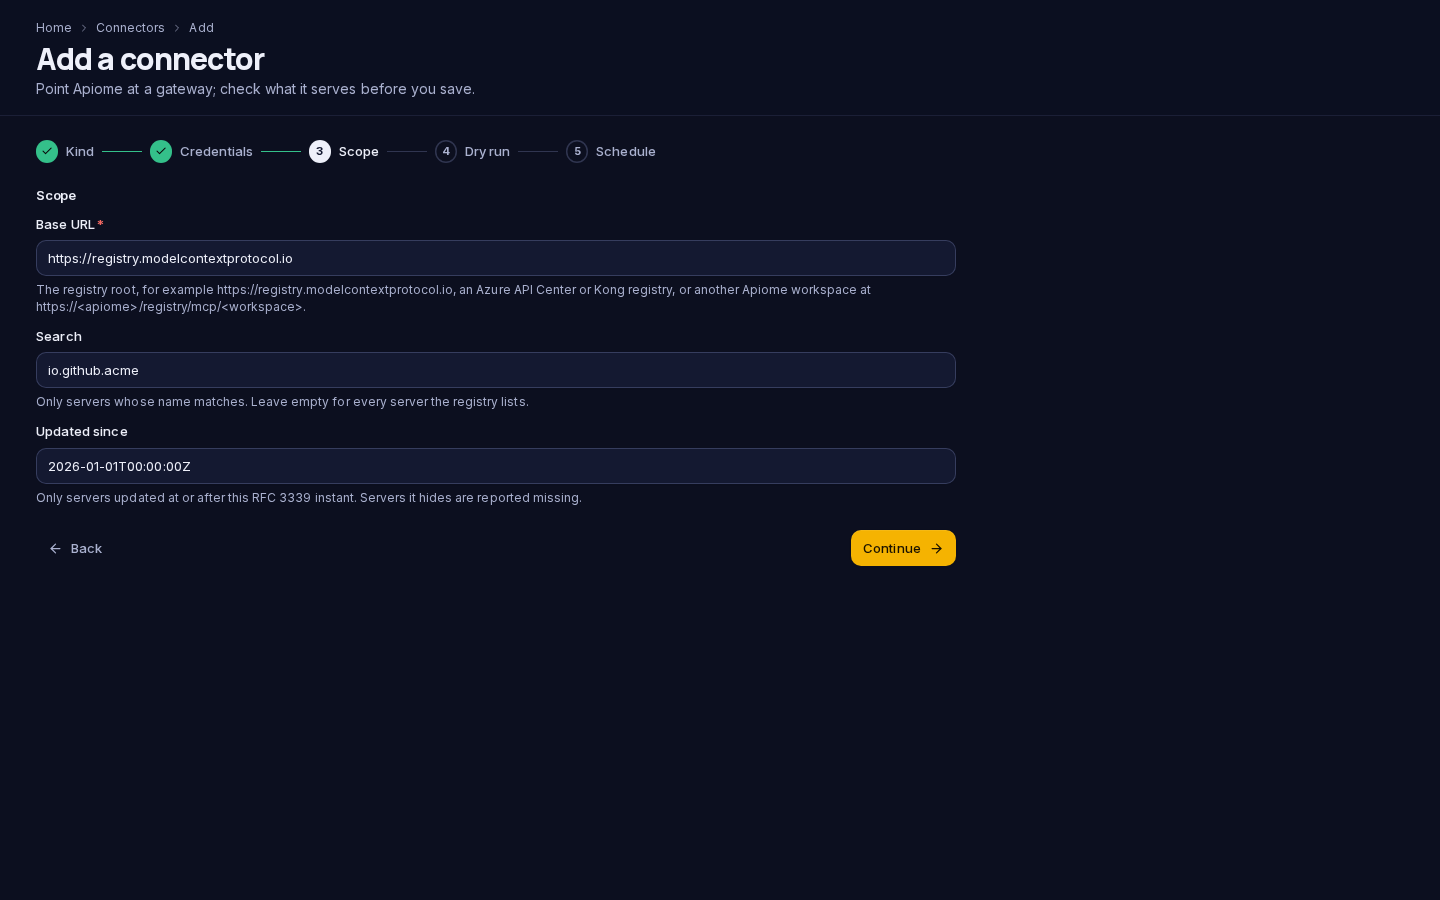 Home > Connectors > Add
Add a connector
Point Apiome at a gateway; check what it serves before you save.
Kind Credentials 3 Scope 4 Dry run 5 Schedule
Scope
Base URL *
https://registry.modelcontextprotocol.io
The registry root, for example https://registry.modelcontextprotocol.io, an Azure API Center or Kong registry, or another Apiome workspace at
https://<apiome>/registry/mcp/<workspace>.
Search
io.github.acme
Only servers whose name matches. Leave empty for every server the registry lists.
Updated since
2026-01-01T00:00:00Z
Only servers updated at or after this RFC 3339 instant. Servers it hides are reported missing.
Back Continue